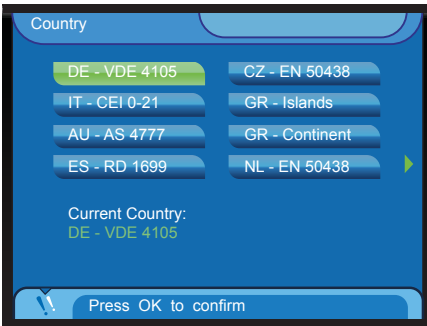 Country
DE - VDE 4105
CZ - EN 50438
IT - CEI 0-21
GR - Islands
AU - AS 4777
GR - Continent
ES - RD 1699
NL - EN 50438
Current Country:
DE - VDE 4105
Press OK to confirm